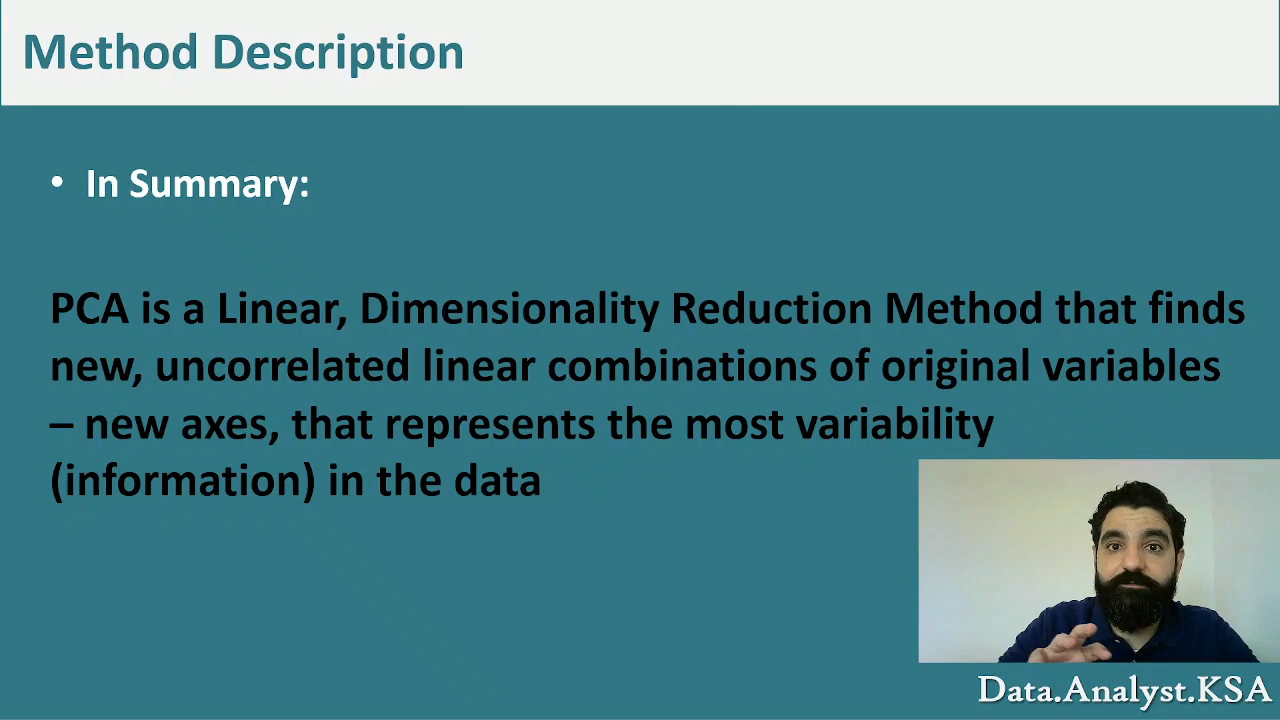 Method Description
• In Summary:
PCA is a Linear, Dimensionality Reduction Method that finds
new, uncorrelated linear combinations of original variables
– new axes, that represents the most variability
(information) in the data
Data.Analyst.KSA